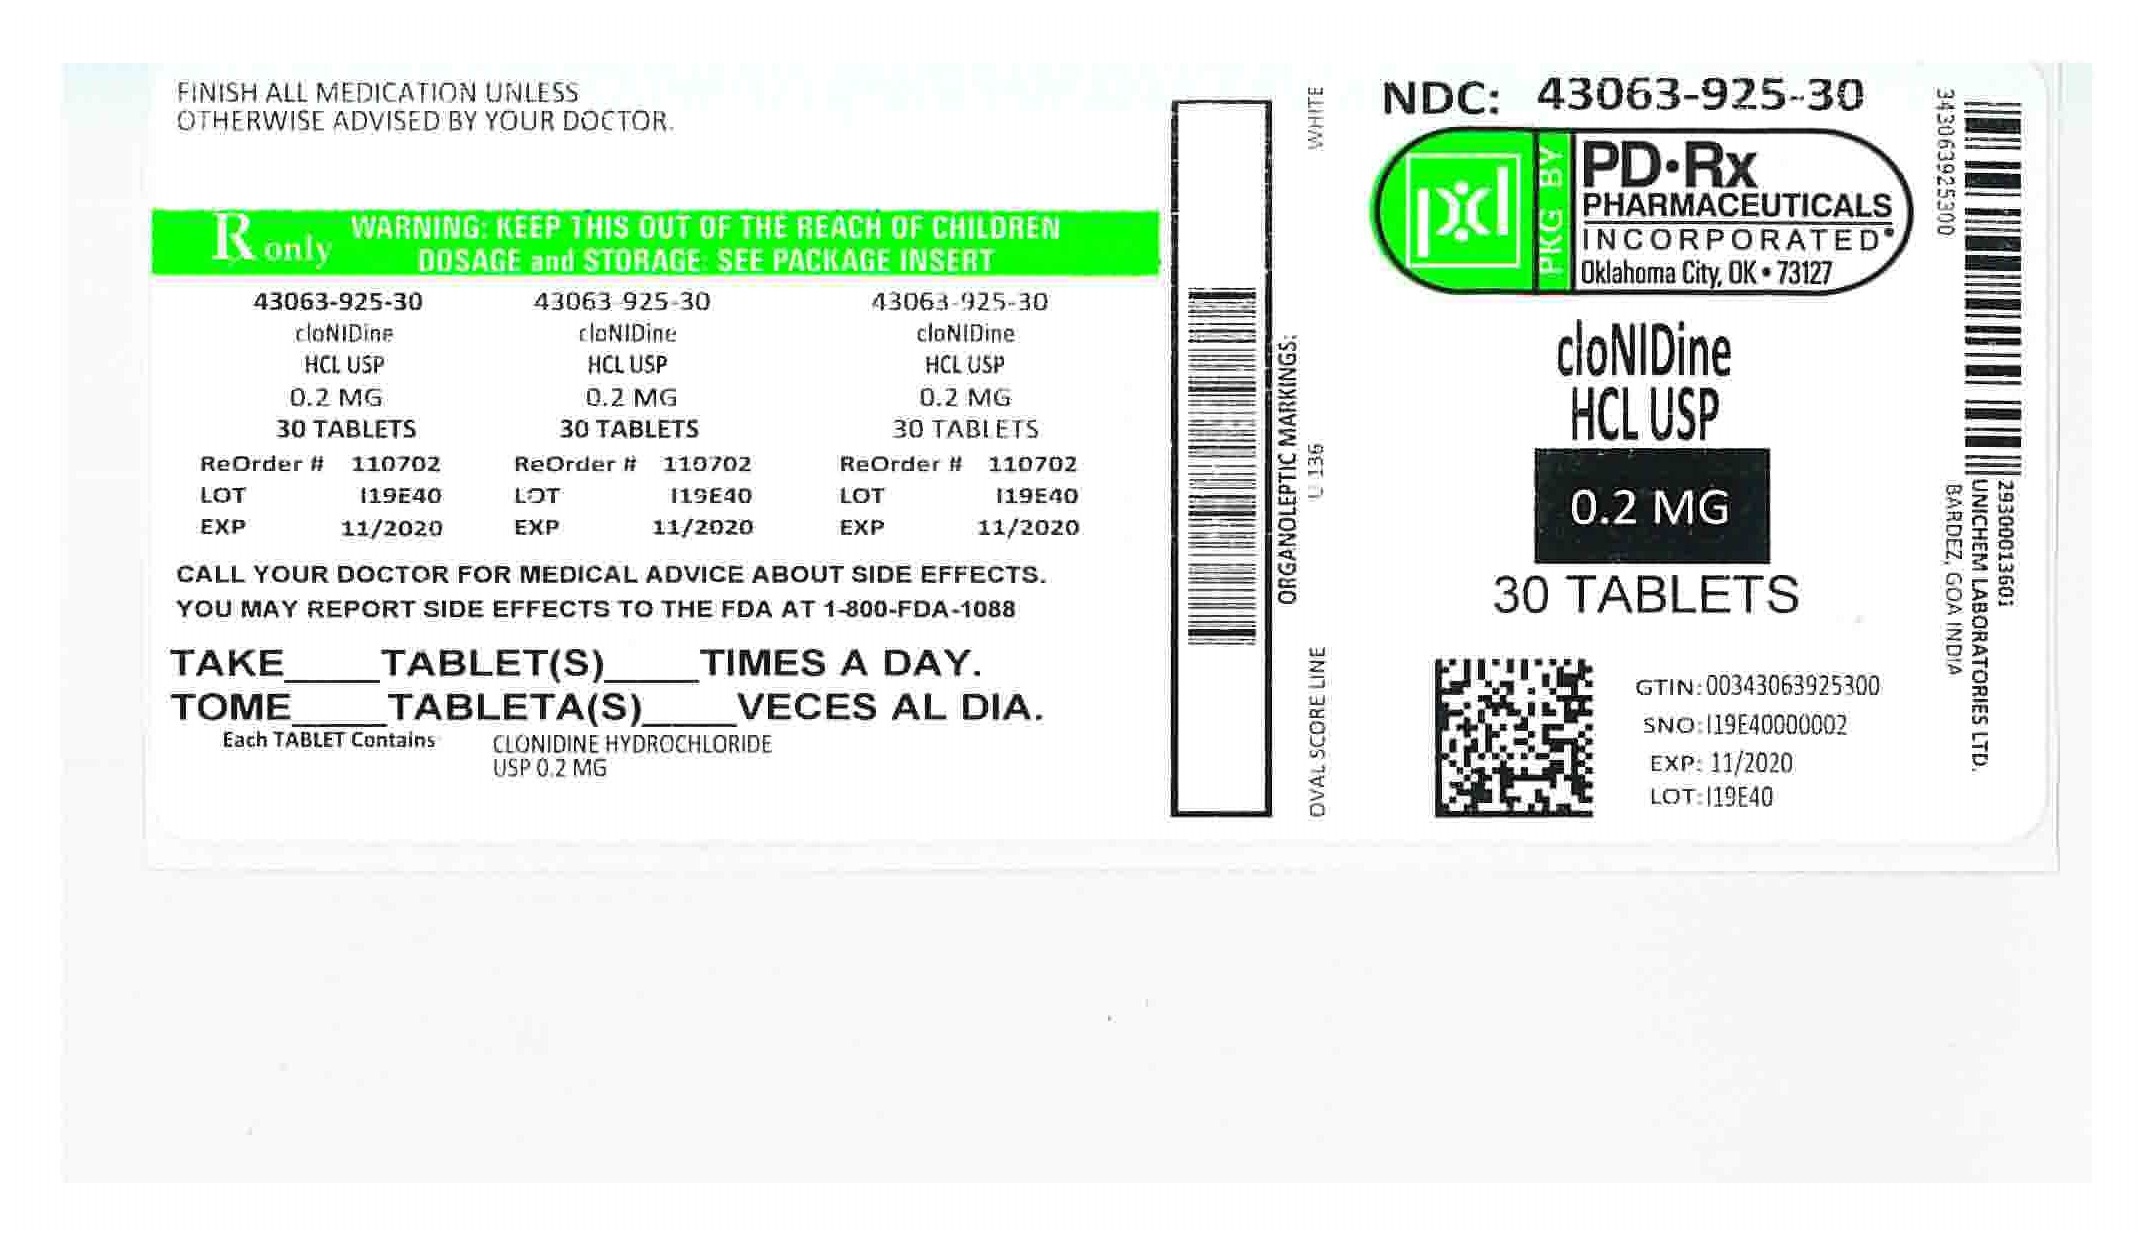 FINISH ALL MEDICATION UNLESS
OTHERWISE ADVISED BY YOUR DOCTOR.
Rx only
WARNING: KEEP THIS OUT OF THE REACH OF CHILDREN
DOSAGE and STORAGE: SEE PACKAGE INSERT
43063-925-30 43063-925-30 43063-925-30
cloNIDine cloNIDine cloNIDine
HCL USP HCL USP HCL USP
0.2 MG 0.2 MG 0.2 MG
30 TABLETS 30 TABLETS 30 TABLETS
ReOrder # 110702 ReOrder # 110702 ReOrder # 110702
LOT I19E40 LOT I19E40 LOT I19E40
EXP 11/2020 EXP 11/2020 EXP 11/2020
CALL YOUR DOCTOR FOR MEDICAL ADVICE ABOUT SIDE EFFECTS.
YOU MAY REPORT SIDE EFFECTS TO THE FDA AT 1-800-FDA-1088
TAKE_____TABLET(S)_____TIMES A DAY.
TOME_____TABLETA(S)_____VECES AL DIA.
Each TABLET Contains CLONIDINE HYDROCHLORIDE
USP 0.2 MG
ORGANOLEPTIC MARKINGS:
OVAL SCORE LINE U 136 WHITE
NDC: 43063-925-30
PKG BY
PD•Rx
PHARMACEUTICALS
INCORPORATED®
Oklahoma City, OK • 73127
cloNIDine
HCL USP
0.2 MG
30 TABLETS
GTIN:00343063925300
SNO:I19E40000002
EXP: 11/2020
LOT:I19E40
343063925300
29300013601
UNICHEM LABORATORIES LTD.
BARDEZ, GOA INDIA